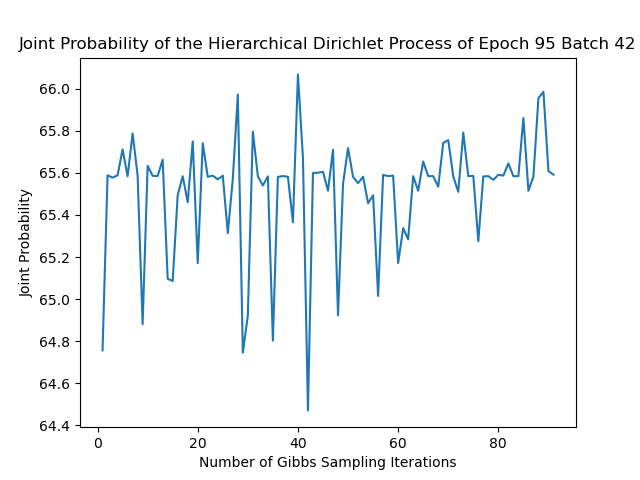 Joint Probability of the Hierarchical Dirichlet Process of Epoch 95 Batch 42
66.0
65.8
65.6
65.4
65.2
65.0
64.8
64.6
64.4
Joint Probability
0 20 40 60 80
Number of Gibbs Sampling Iterations